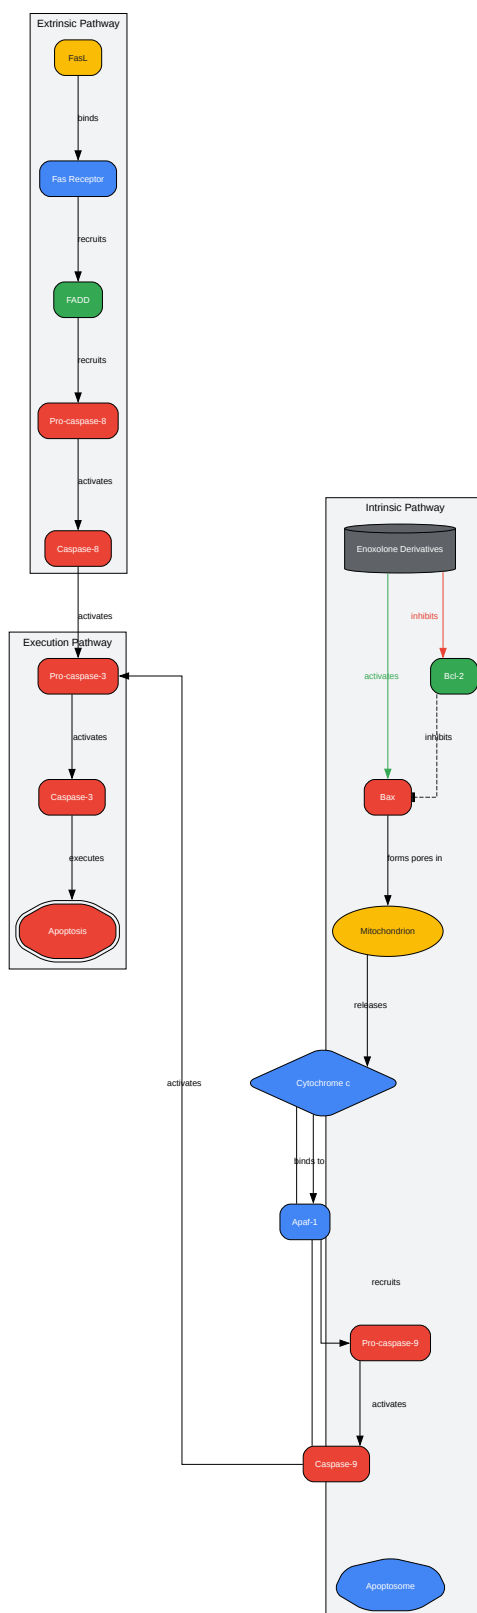 Extrinsic Pathway
FasL
binds
Fas Receptor
recruits
FADD
recruits
Pro-caspase-8
activates
Caspase-8
activates
Execution Pathway
Pro-caspase-3
activates
Caspase-3
executes
Apoptosis
activates
Intrinsic Pathway
Enoxolone Derivatives
inhibits
activates
Bcl-2
inhibits
Bax
forms pores in
Mitochondrion
releases
Cytochrome c
binds to
Apaf-1
recruits
Pro-caspase-9
activates
Caspase-9
Apoptosome